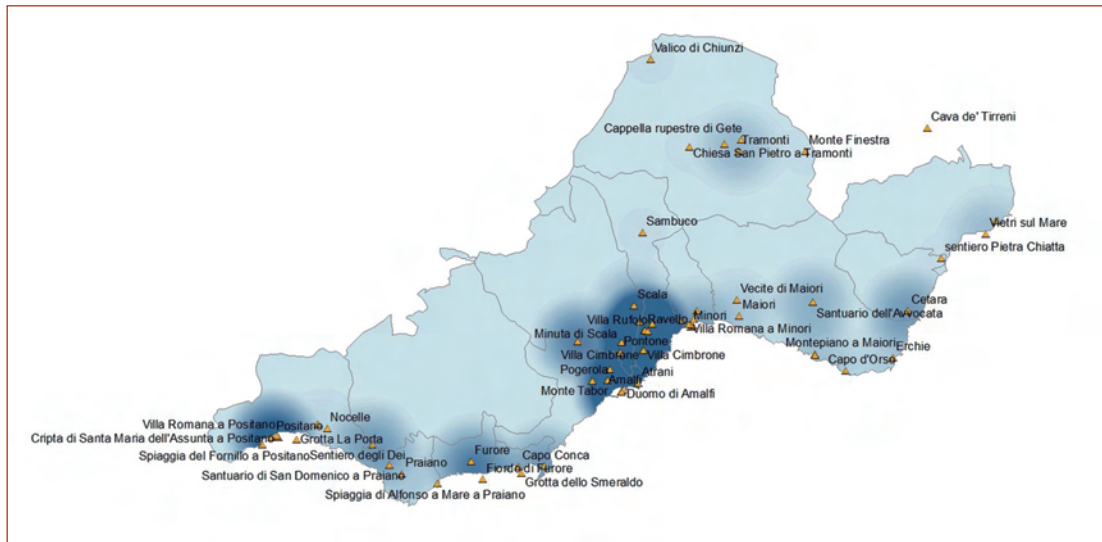 Valico di Chiunzi
Cava de' Tirreni
Cappella rupestre di Gete
Tramonti
Monte Finestra
Chiesa San Pietro a Tramonti
Sambuco
Vietri sul Mare
sentiero Pietra Chiatta
Scala
Vecite di Maiori
Cetara
Maiori
Santuario dell'Avvocata
Villa Rufolo
Ravello
Minori
Villa Romana a Minori
Minuta di Scala
Pontone
Montepiano a Maiori
Erchie
Villa Cimbrone
Villa Cimbrone
Capo d'Orso
Pogerola
Atrani
Amalfi
Monte Tabor
Duomo di Amalfi
Nocelle
Villa Romana a Positano
Positano
Cripta di Santa Maria dell'Assunta a Positano
Grotta La Porta
Spiaggia del Fornillo a Positano
Sentiero degli Dei
Furore
Capo Conca
Praiano
Fiordo di Furore
Santuario di San Domenico a Praiano
Grotta dello Smeraldo
Spiaggia di Alfonso a Mare a Praiano